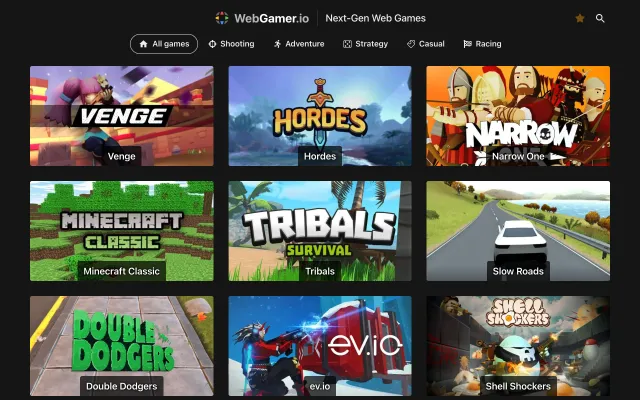 WebGamer.io Next-Gen Web Games
All games Shooting Adventure Strategy Casual Racing
VENGE
Venge
HORDES
Hordes
NARROW
ONE
Narrow One
MINECRAFT
CLASSIC
Minecraft Classic
TRIBALS
SURVIVAL
Tribals
Slow Roads
DOUBLE
DODGERS
Double Dodgers
ev.io
ev.io
SHELL
SHOCKERS
Shell Shockers